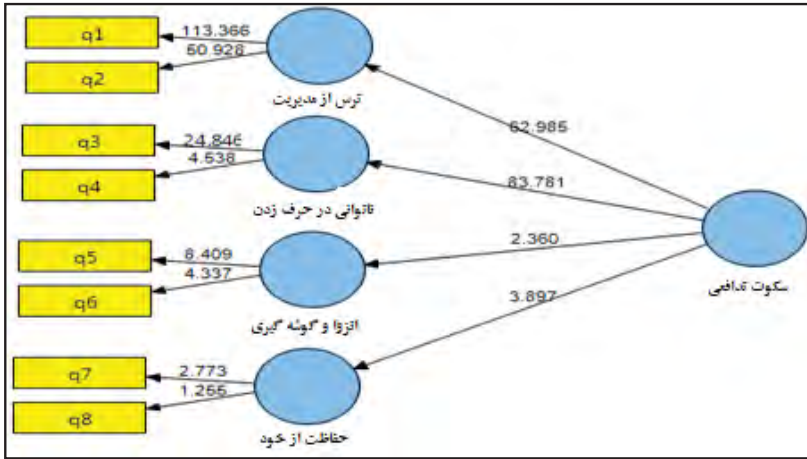 q1
113.366
q2
60.928
ترس از مدیریت
62.985
q3
24.846
q4
4.638
ناتوانی در حرف زدن
83.781
q5
8.409
q6
4.337
انزوا و گوشه گیری
2.360
q7
2.773
q8
1.266
حفاظت از خود
3.897
سکوت تدافعی